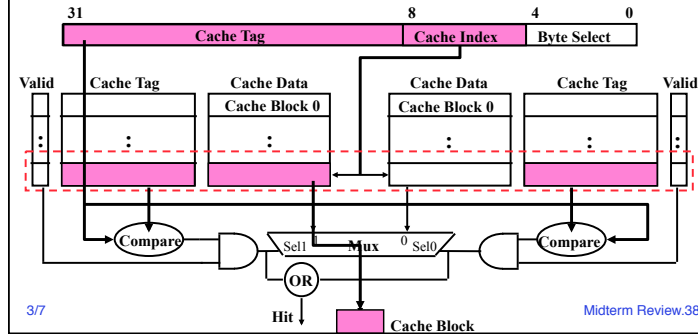 31 8 4 0
Cache Tag Cache Index Byte Select
Valid Cache Tag Cache Data Cache Data Cache Tag Valid
Cache Block 0 Cache Block 0
: : : : : :
Compare Sel1 1 Mux 0 Sel0 Compare
OR
Hit
Cache Block
3/7 Midterm Review.38